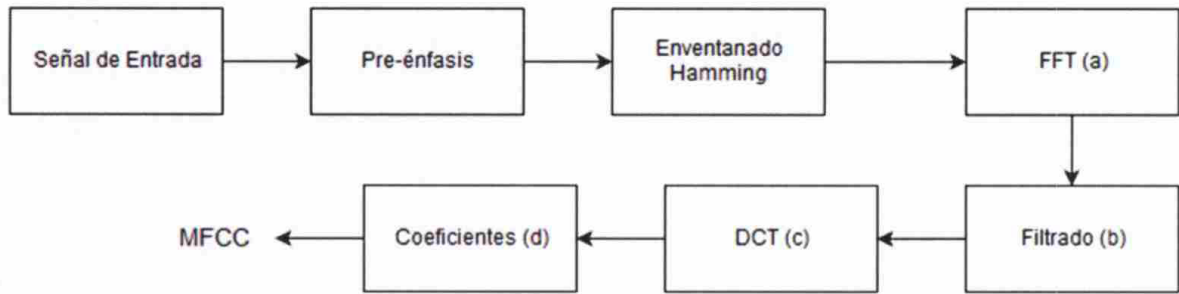 Señal de Entrada
Pre-énfasis
Enventanado
Hamming
FFT (a)
Filtrado (b)
DCT (c)
Coeficientes (d)
MFCC